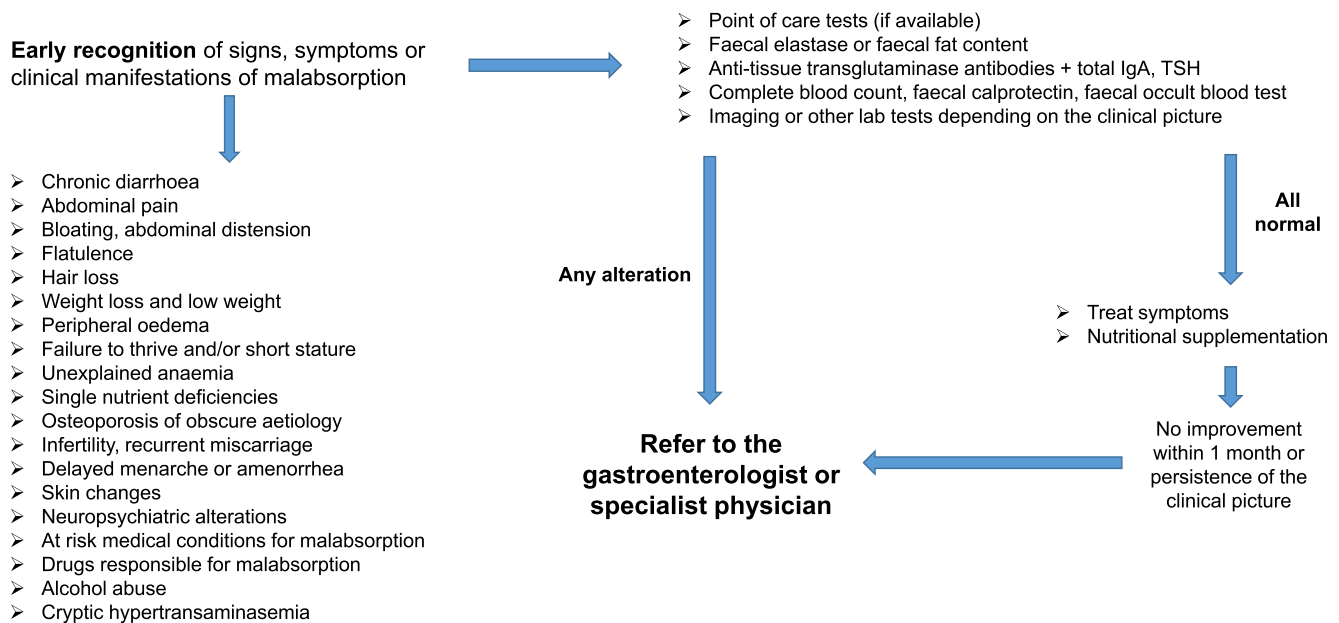 Early recognition of signs, symptoms or
clinical manifestations of malabsorption
➢ Chronic diarrhoea
➢ Abdominal pain
➢ Bloating, abdominal distension
➢ Flatulence
➢ Hair loss
➢ Weight loss and low weight
➢ Peripheral oedema
➢ Failure to thrive and/or short stature
➢ Unexplained anaemia
➢ Single nutrient deficiencies
➢ Osteoporosis of obscure aetiology
➢ Infertility, recurrent miscarriage
➢ Delayed menarche or amenorrhea
➢ Skin changes
➢ Neuropsychiatric alterations
➢ At risk medical conditions for malabsorption
➢ Drugs responsible for malabsorption
➢ Alcohol abuse
➢ Cryptic hypertransaminasemia
➢ Point of care tests (if available)
➢ Faecal elastase or faecal fat content
➢ Anti-tissue transglutaminase antibodies + total IgA, TSH
➢ Complete blood count, faecal calprotectin, faecal occult blood test
➢ Imaging or other lab tests depending on the clinical picture
Any alteration
All
normal
➢ Treat symptoms
➢ Nutritional supplementation
No improvement
within 1 month or
persistence of the
clinical picture
Refer to the
gastroenterologist or
specialist physician